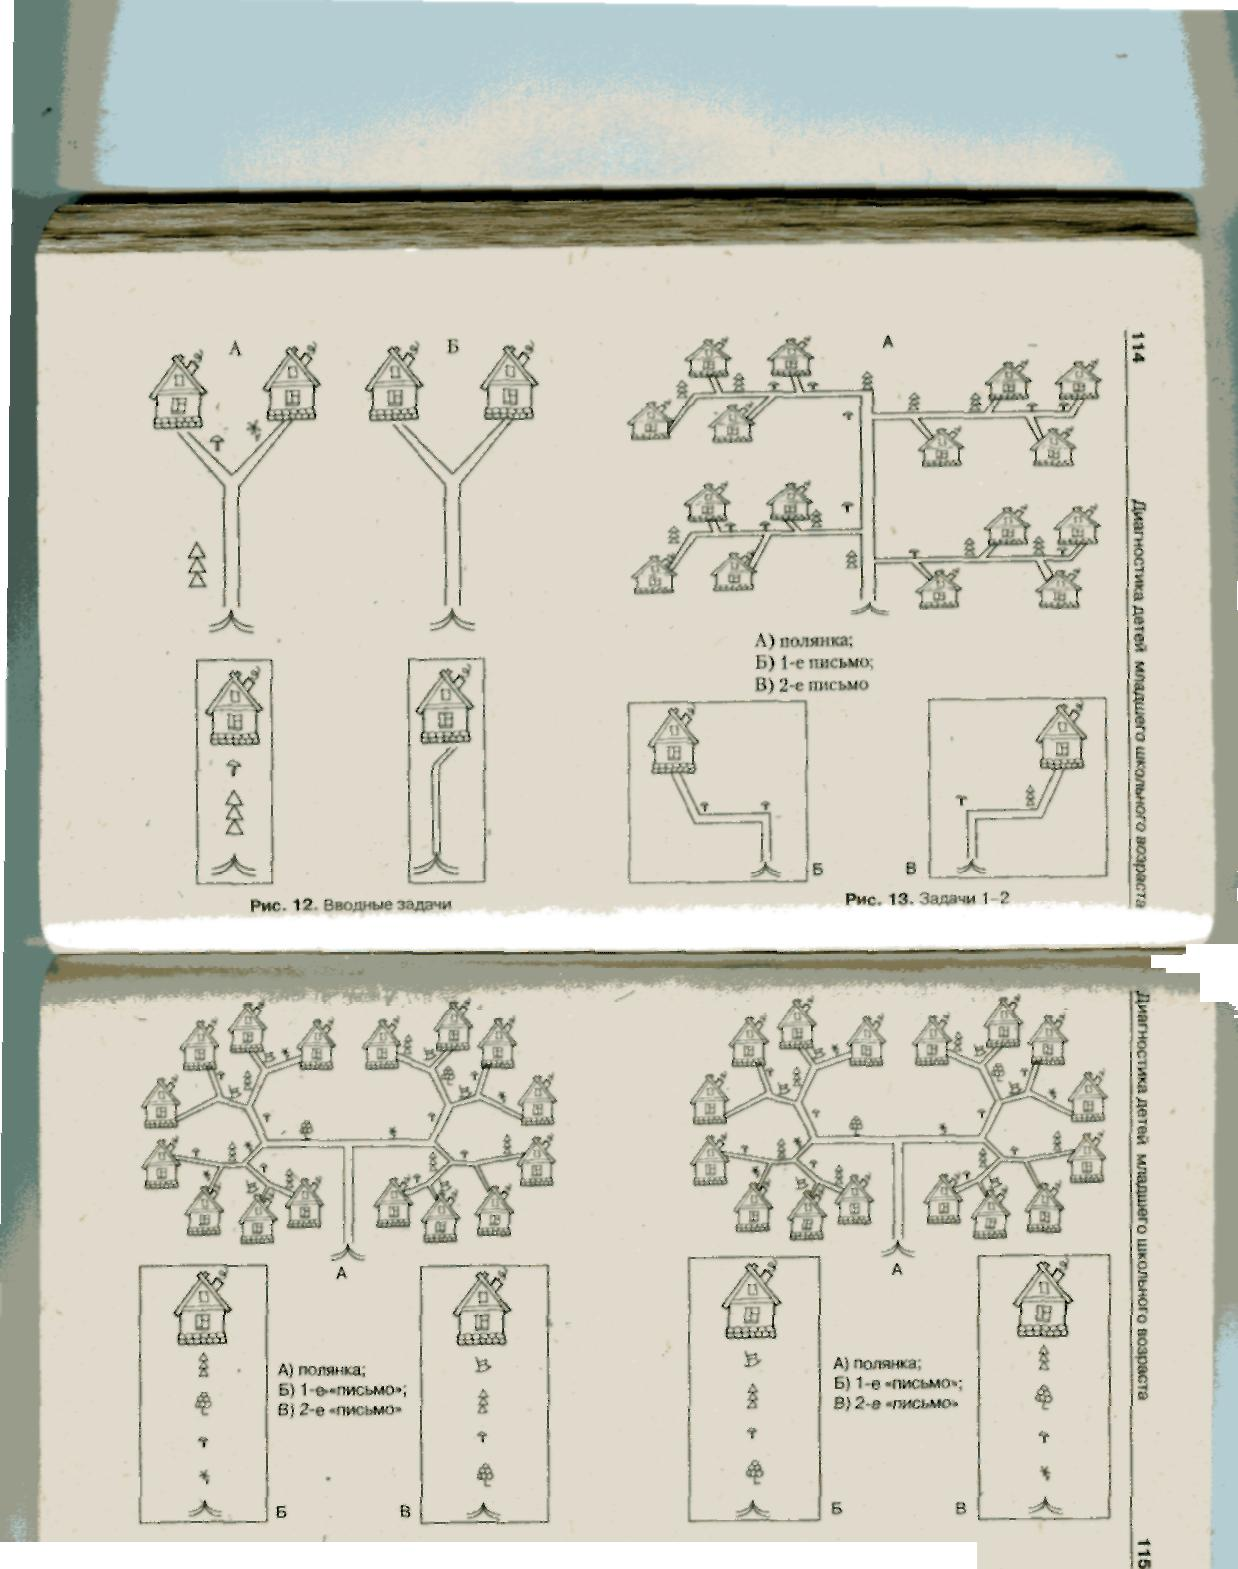 А
Б
Рис. 12. Вводные задачи
А
А) полянка;
Б) 1-е письмо;
В) 2-е письмо
Б
В
Рис. 13. Задачи 1–2
114
Диагностика детей младшего школьного возраста
А
А) полянка;
Б) 1-е «письмо»;
В) 2-е «письмо»
Б
В
А
А) полянка;
Б) 1-е «письмо»;
В) 2-е «письмо»
Б
В
Диагностика детей младшего школьного возраста
115